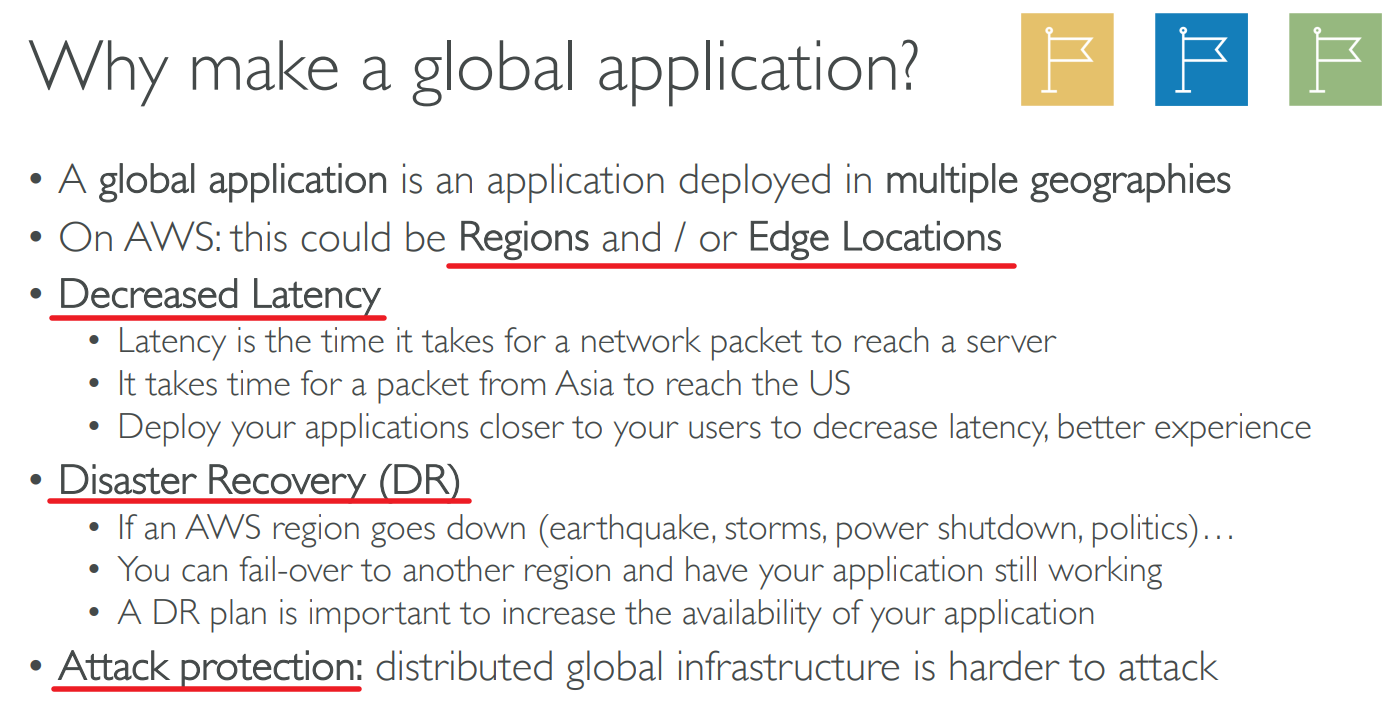 Why make a global application?
• A global application is an application deployed in multiple geographies
• On AWS: this could be Regions and / or Edge Locations
• Decreased Latency
• Latency is the time it takes for a network packet to reach a server
• It takes time for a packet from Asia to reach the US
• Deploy your applications closer to your users to decrease latency, better experience
• Disaster Recovery (DR)
• If an AWS region goes down (earthquake, storms, power shutdown, politics)…
• You can fail-over to another region and have your application still working
• A DR plan is important to increase the availability of your application
• Attack protection: distributed global infrastructure is harder to attack